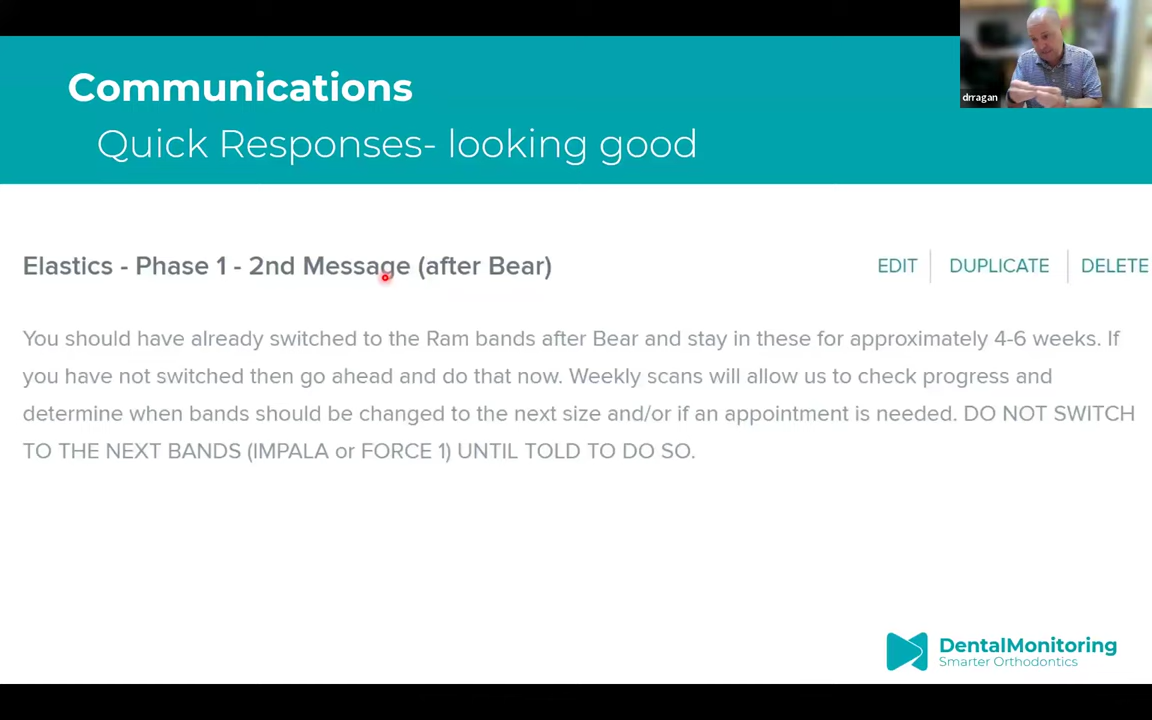 Communications
drragan
Quick Responses- looking good
Elastics - Phase 1 - 2nd Message (after Bear)
EDIT
DUPLICATE
DELETE
You should have already switched to the Ram bands after Bear and stay in these for approximately 4-6 weeks. If
you have not switched then go ahead and do that now. Weekly scans will allow us to check progress and
determine when bands should be changed to the next size and/or if an appointment is needed. DO NOT SWITCH
TO THE NEXT BANDS (IMPALA or FORCE 1) UNTIL TOLD TO DO SO.
DentalMonitoring
Smarter Orthodontics